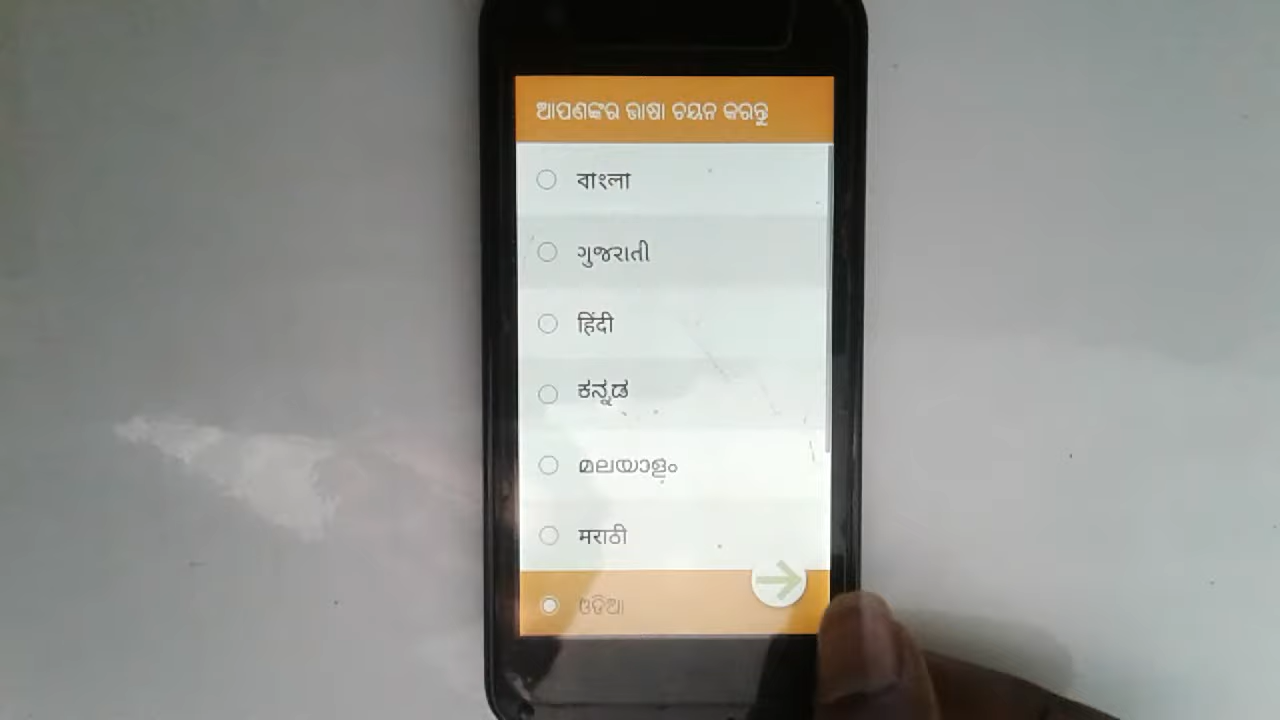 ଆପଣଙ୍କର ଭାଷା ଚୟନ କରନ୍ତୁ
বাংলা
ગુજરાતી
हिंदी
ಕನ್ನಡ
മലയാളം
मराठी
ଓଡିଆ